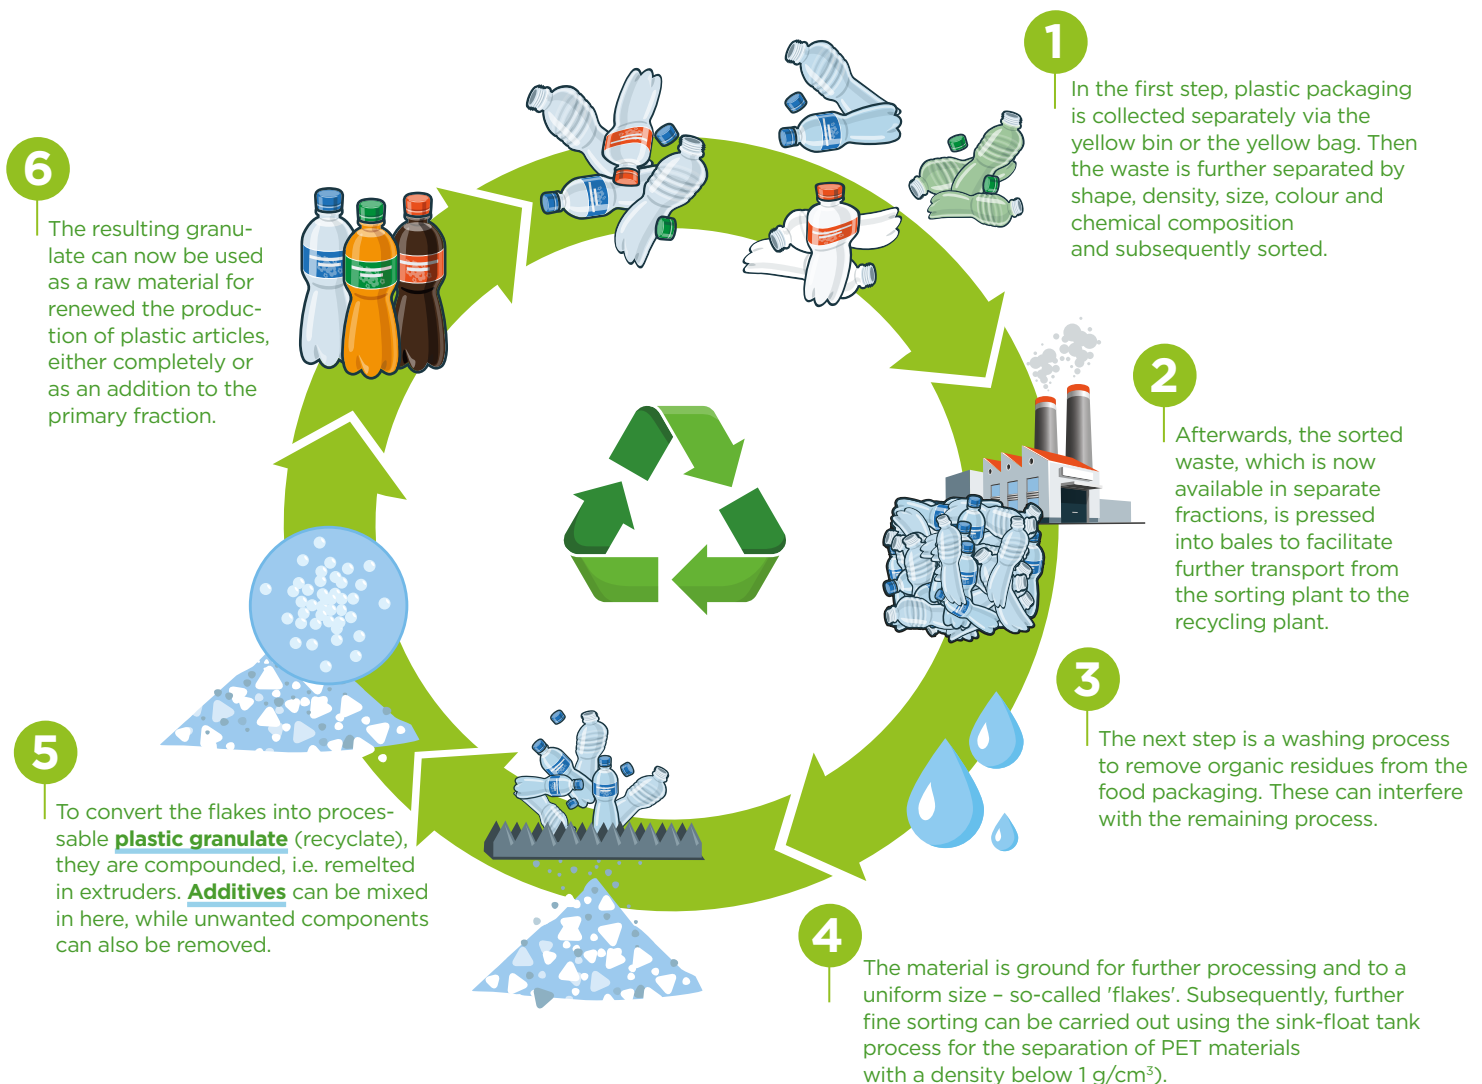 1
In the first step, plastic packaging
is collected separately via the
yellow bin or the yellow bag. Then
the waste is further separated by
shape, density, size, colour and
chemical composition
and subsequently sorted.
2
Afterwards, the sorted
waste, which is now
available in separate
fractions, is pressed
into bales to facilitate
further transport from
the sorting plant to the
recycling plant.
3
The next step is a washing process
to remove organic residues from the
food packaging. These can interfere
with the remaining process.
4
The material is ground for further processing and to a
uniform size – so-called 'flakes'. Subsequently, further
fine sorting can be carried out using the sink-float tank
process for the separation of PET materials
with a density below 1 g/cm³).
5
To convert the flakes into proces-
sable plastic granulate (recyclate),
they are compounded, i.e. remelted
in extruders. Additives can be mixed
in here, while unwanted components
can also be removed.
6
The resulting granu-
late can now be used
as a raw material for
renewed the produc-
tion of plastic articles,
either completely or
as an addition to the
primary fraction.